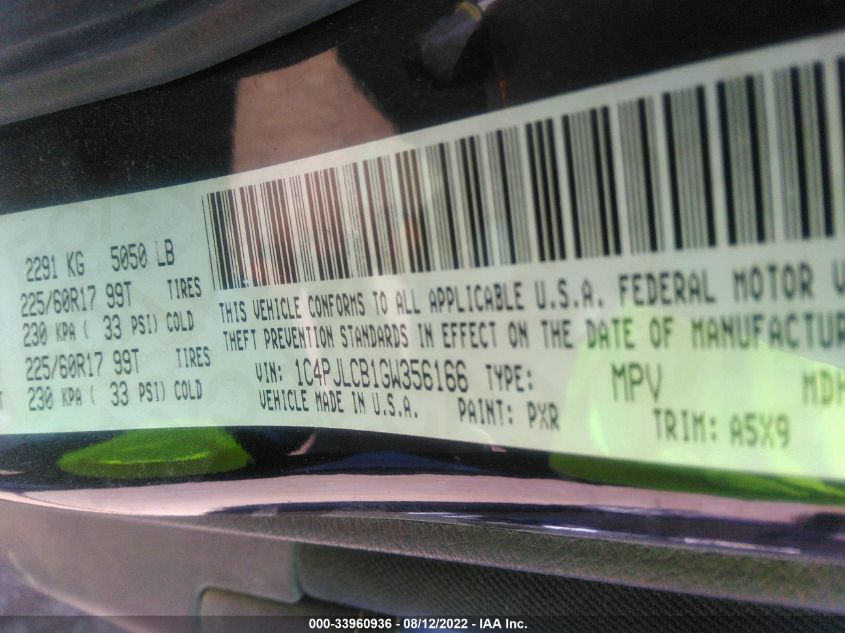 2291 KG 5050 LB
225/60R17 99T TIRES
230 KPA ( 33 PSI) COLD
225/60R17 99T TIRES
230 KPA ( 33 PSI) COLD
THIS VEHICLE CONFORMS TO ALL APPLICABLE U.S.A. FEDERAL MOTOR V
THEFT PREVENTION STANDARDS IN EFFECT ON THE DATE OF MANUFACTUR
VIN: 1C4PJLCB1GW356166 TYPE: MPV MDH
VEHICLE MADE IN U.S.A. PAINT: PXR TRIM: A5X9
000-33960936 - 08/12/2022 - IAA Inc.